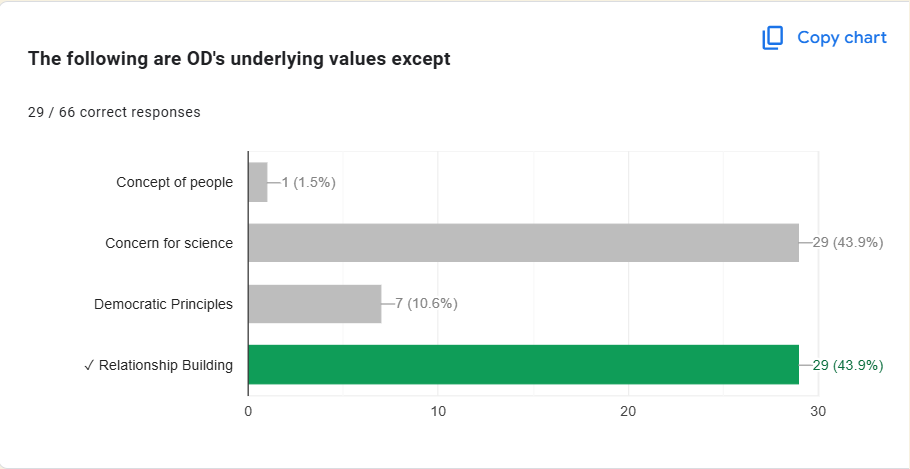 Copy chart
The following are OD's underlying values except
29 / 66 correct responses
Concept of people 1 (1.5%)
Concern for science 29 (43.9%)
Democratic Principles 7 (10.6%)
✓ Relationship Building 29 (43.9%)
0 10 20 30